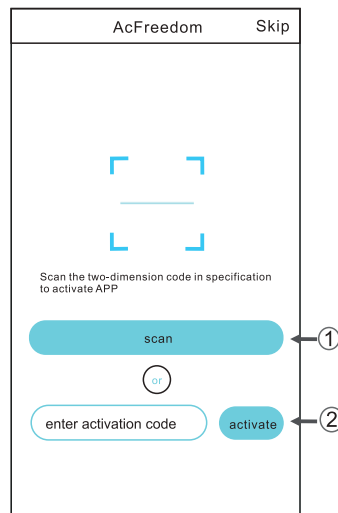 AcFreedom Skip
Scan the two-dimension code in specification
to activate APP
scan
1
or
enter activation code activate
2